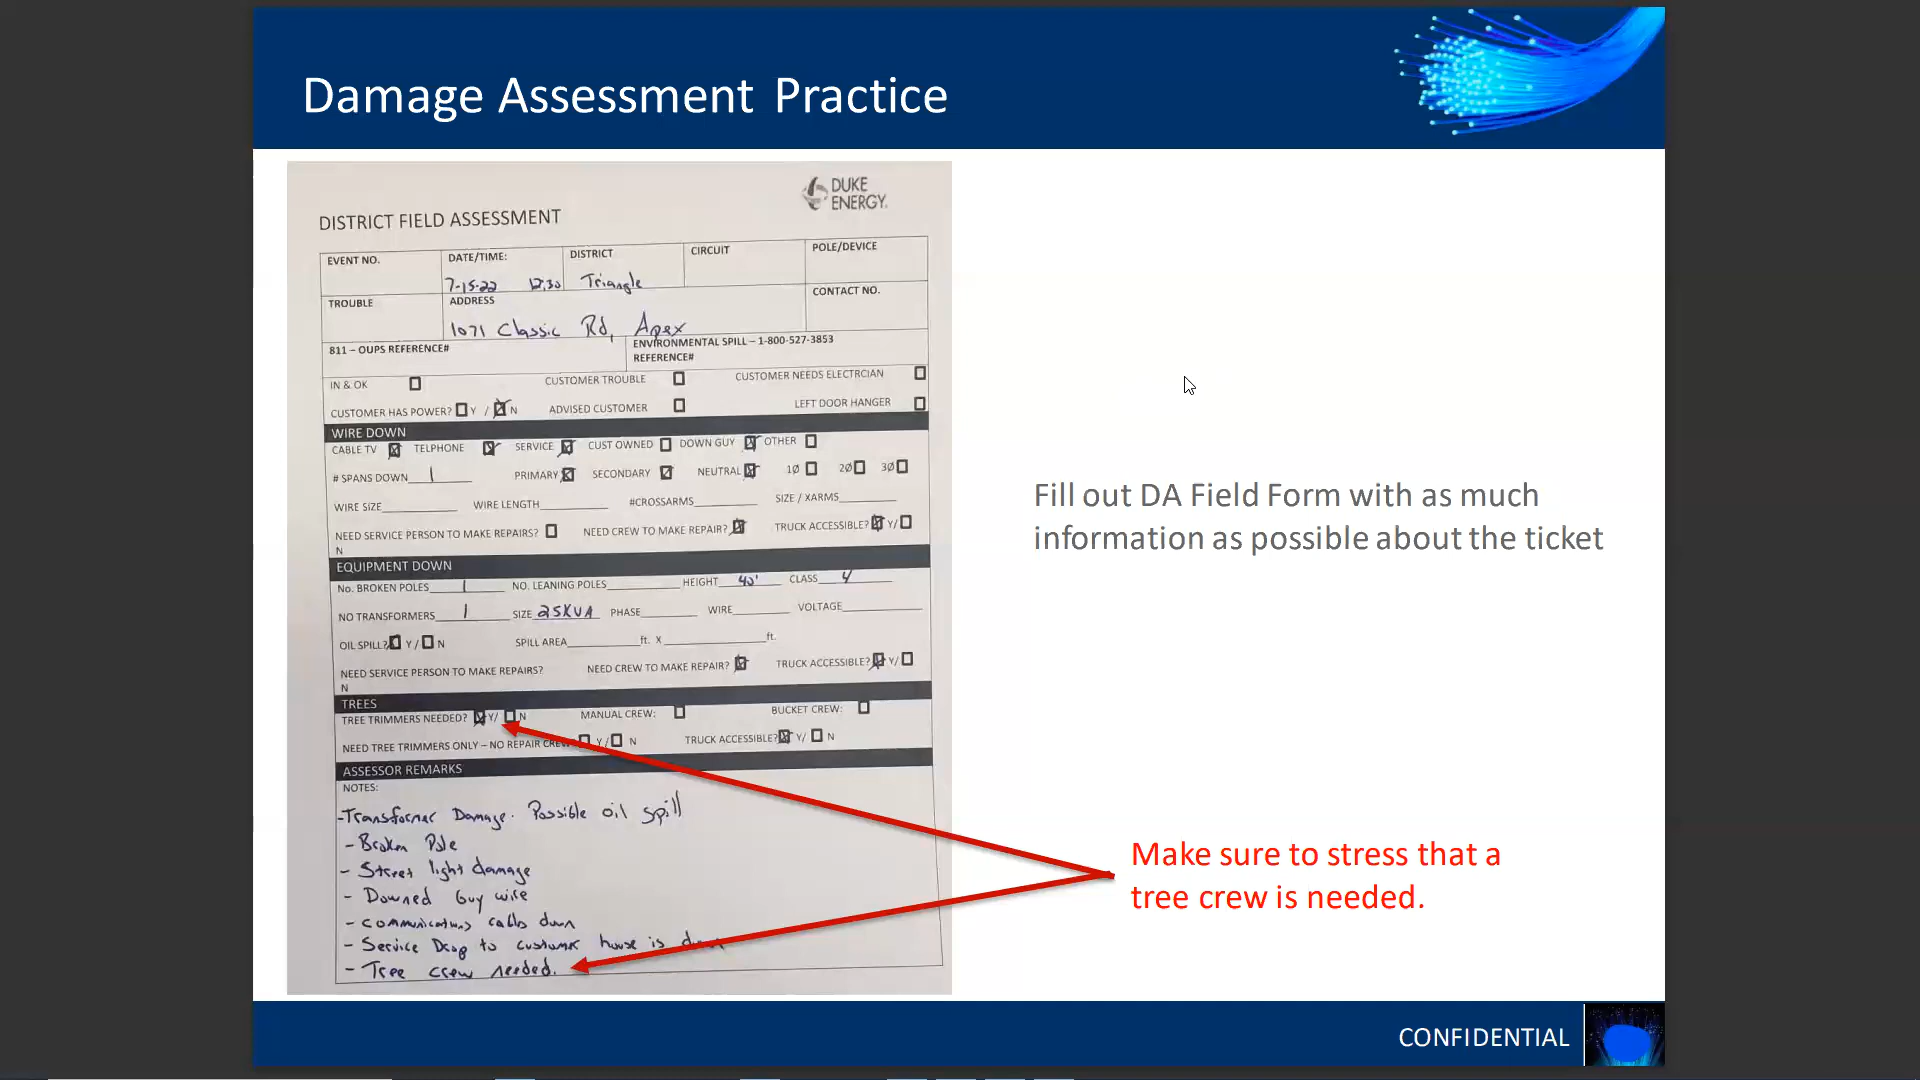 Damage Assessment Practice
DUKE
ENERGY.
DISTRICT FIELD ASSESSMENT
EVENT NO.
DATE/TIME:
DISTRICT
CIRCUIT
POLE/DEVICE
7-15-22 12:30 Triangle
TROUBLE
ADDRESS
CONTACT NO.
1071 Classic Rd, Apex
811 – OUPS REFERENCE#
ENVIRONMENTAL SPILL – 1-800-527-3853
REFERENCE#
IN & OK CUSTOMER TROUBLE CUSTOMER NEEDS ELECTRCIAN
CUSTOMER HAS POWER? Y / N ADVISED CUSTOMER LEFT DOOR HANGER
WIRE DOWN
CABLE TV TELPHONE SERVICE CUST OWNED DOWN GUY OTHER
# SPANS DOWN 1 PRIMARY SECONDARY NEUTRAL 1Ø 2Ø 3Ø
WIRE SIZE WIRE LENGTH #CROSSARMS SIZE / XARMS
NEED SERVICE PERSON TO MAKE REPAIRS? NEED CREW TO MAKE REPAIR? TRUCK ACCESSIBLE? Y/
N
EQUIPMENT DOWN
No. BROKEN POLES 1 NO. LEANING POLES HEIGHT 40' CLASS 4
NO TRANSFORMERS 1 SIZE 25KVA PHASE WIRE VOLTAGE
OIL SPILL? Y / N SPILL AREA ft. X ft.
NEED SERVICE PERSON TO MAKE REPAIRS? NEED CREW TO MAKE REPAIR? TRUCK ACCESSIBLE? Y/
N
TREES
TREE TRIMMERS NEEDED? Y/ N MANUAL CREW: BUCKET CREW:
NEED TREE TRIMMERS ONLY – NO REPAIR CREW Y/ N TRUCK ACCESSIBLE? Y/ N
ASSESSOR REMARKS
NOTES:
-Transformer Damage. Possible oil spill
- Broken Pole
- Street light damage
- Downed Guy wire
- communications cables down
- Service Drop to customer house is down
- Tree crew needed.
Fill out DA Field Form with as much
information as possible about the ticket
Make sure to stress that a
tree crew is needed.
CONFIDENTIAL